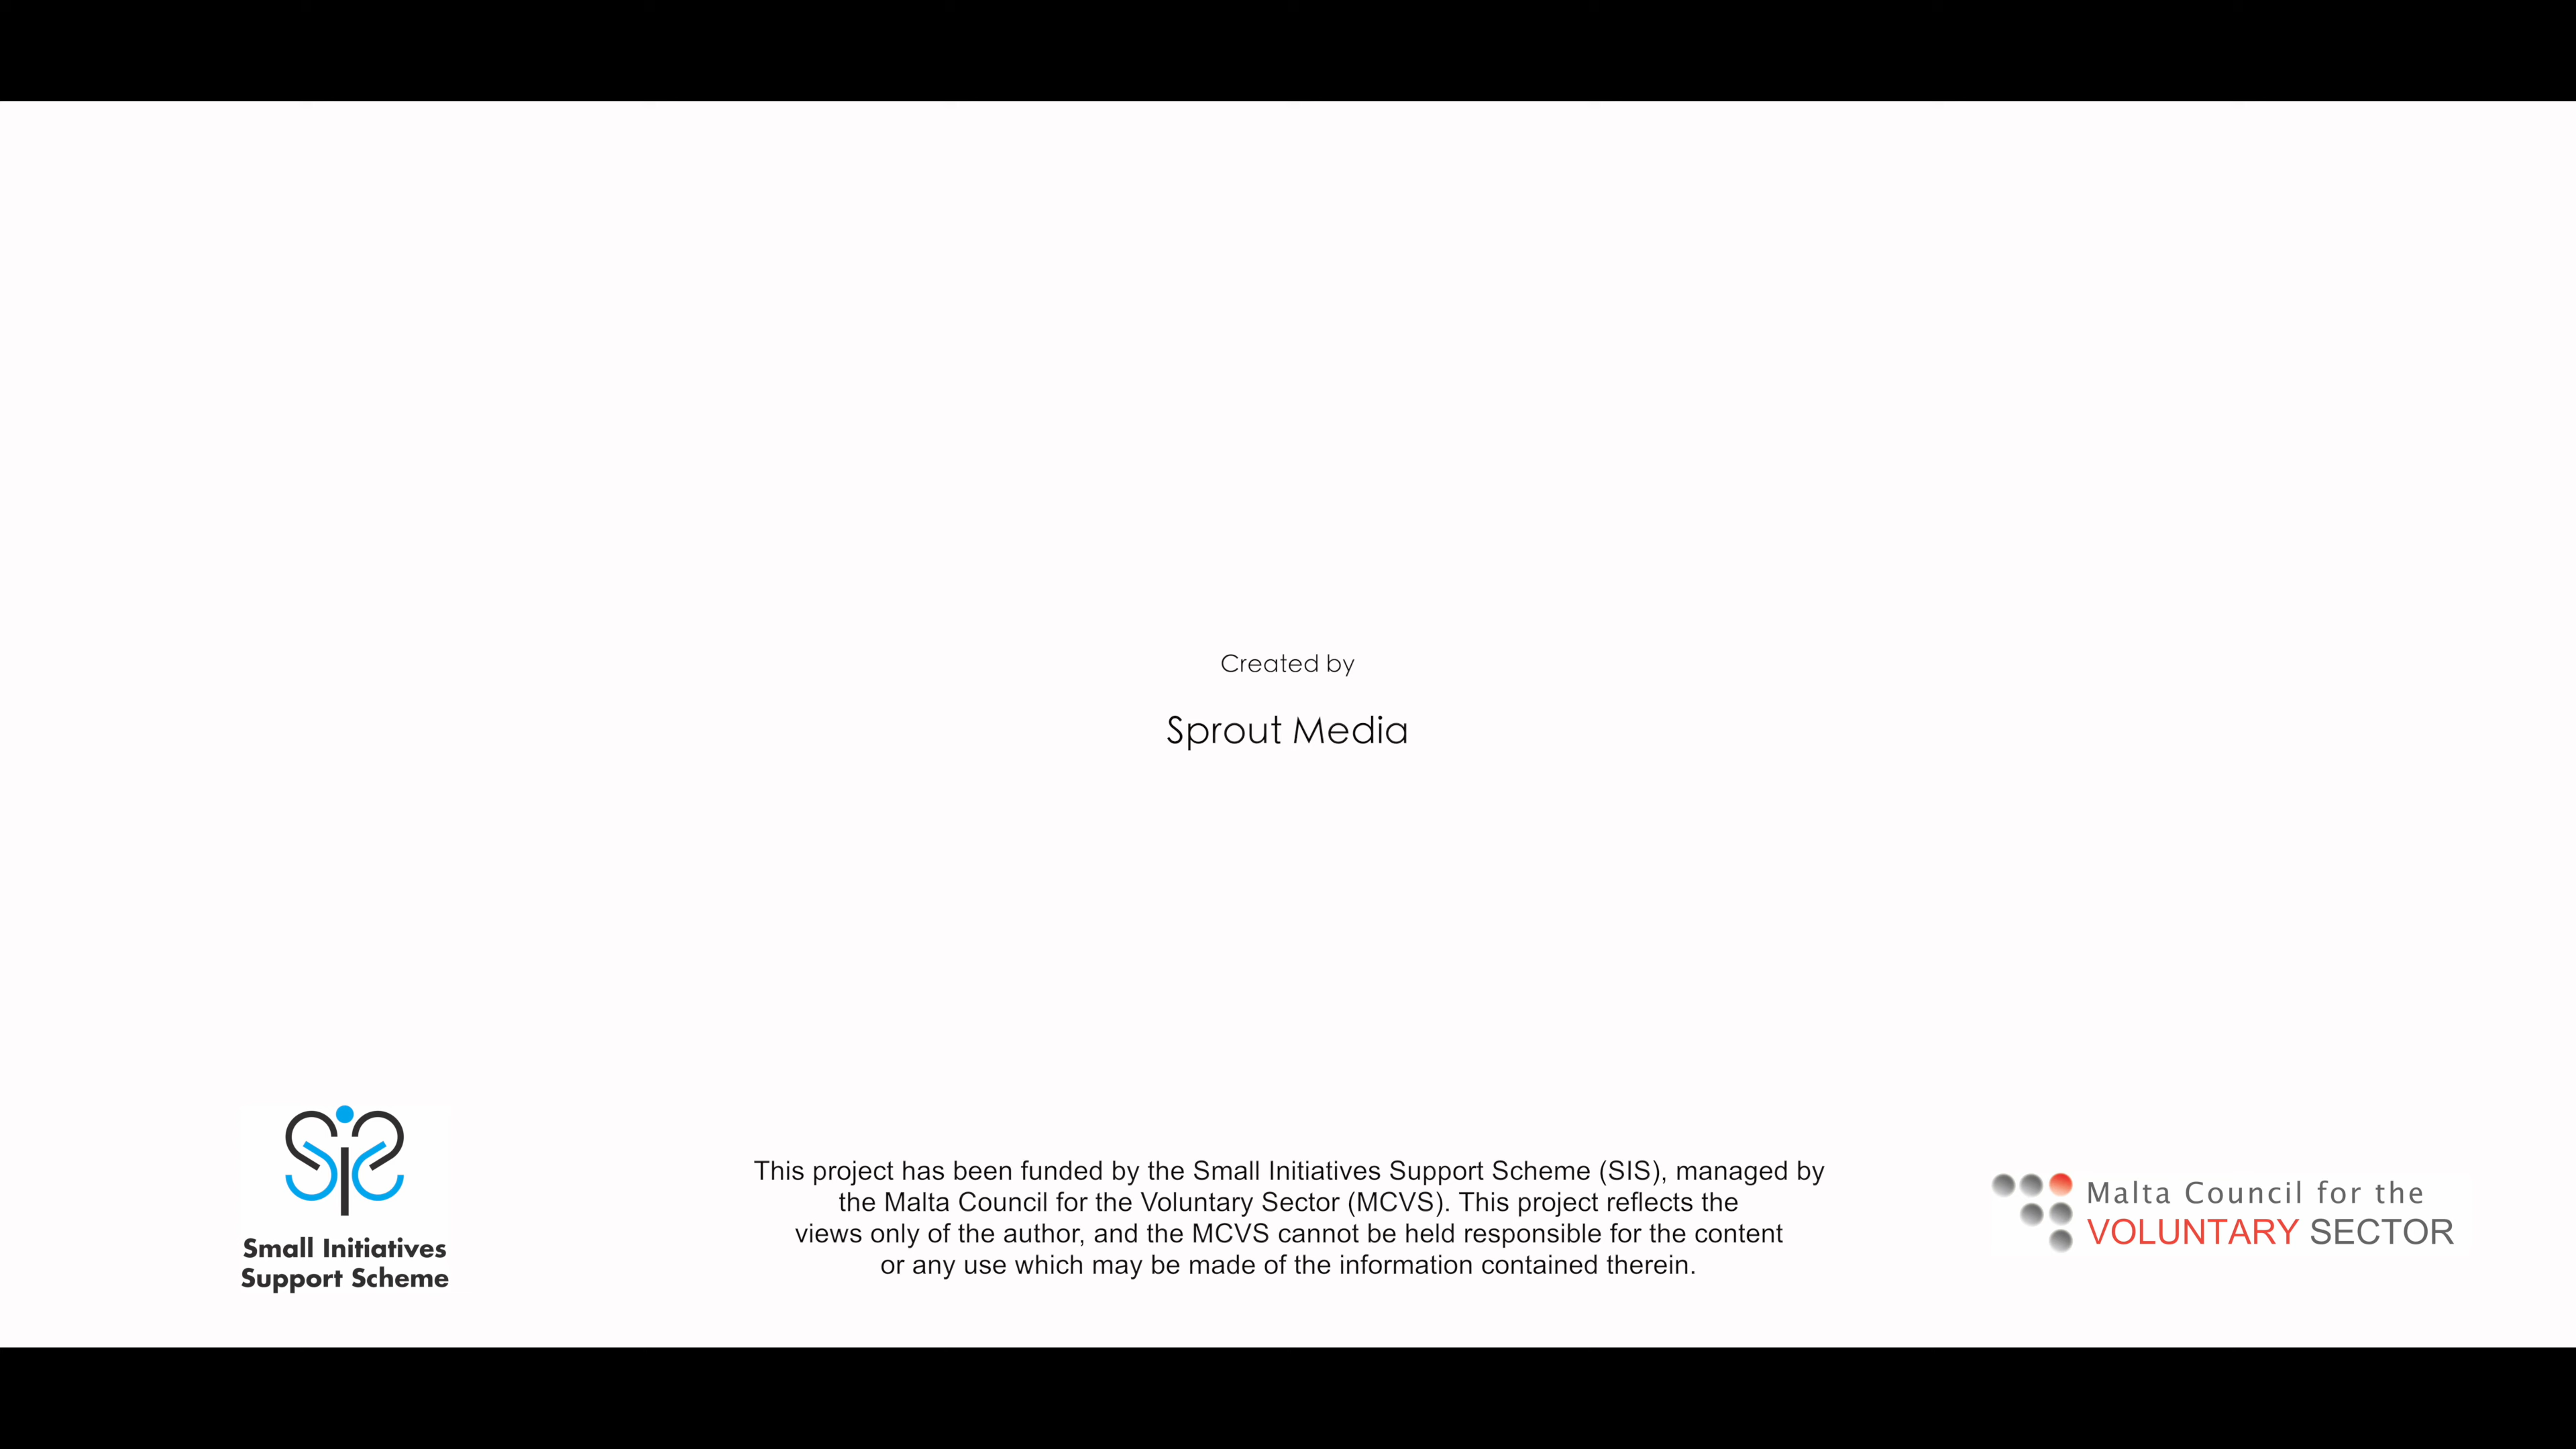 Created by
Sprout Media
SiS
Small Initiatives
Support Scheme
This project has been funded by the Small Initiatives Support Scheme (SIS), managed by
the Malta Council for the Voluntary Sector (MCVS). This project reflects the
views only of the author, and the MCVS cannot be held responsible for the content
or any use which may be made of the information contained therein.
Malta Council for the
VOLUNTARY SECTOR